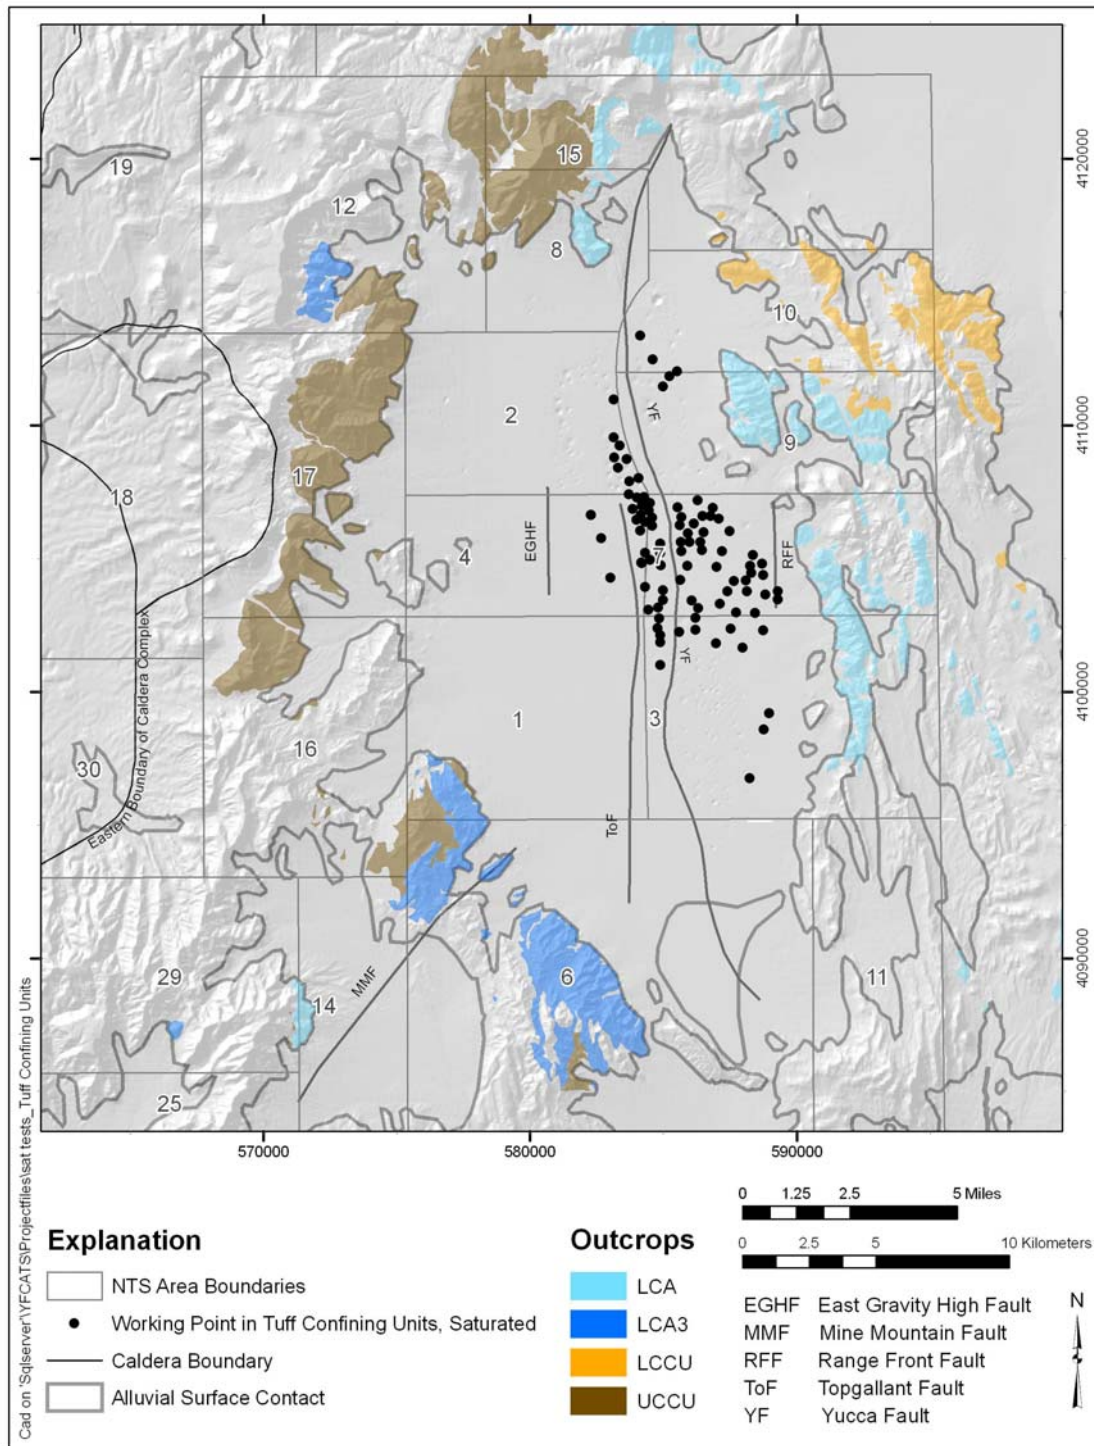 19
12
15
8
10
2
YF
9
17
18
EGHF
4
7
RFF
YF
Eastern Boundary of Caldera Complex
1
3
16
30
ToF
MMF
29
14
6
11
25
4120000
4110000
4100000
4090000
570000
580000
590000
Cad on 'Sqlserver'\YFCATS\Projectfiles\sat tests_Tuff Confining Units
Explanation
NTS Area Boundaries
Working Point in Tuff Confining Units, Saturated
Caldera Boundary
Alluvial Surface Contact
Outcrops
LCA
LCA3
LCCU
UCCU
0 1.25 2.5 5 Miles
0 2.5 5 10 Kilometers
EGHF East Gravity High Fault
MMF Mine Mountain Fault
RFF Range Front Fault
ToF Topgallant Fault
YF Yucca Fault
N